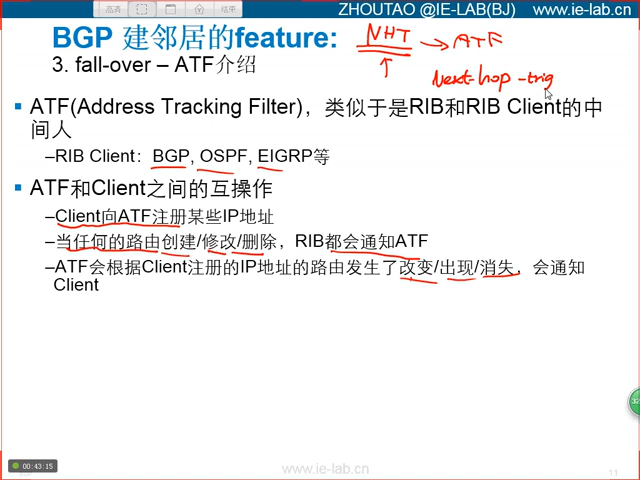 ZHOUTAO @IE-LAB(BJ) www.ie-lab.cn
高清 结束
BGP 建邻居的feature:
NHT → ATF
3. fall-over – ATF介绍
Next-hop-trig
ATF(Address Tracking Filter)，类似于是RIB和RIB Client的中
间人
–RIB Client：BGP, OSPF, EIGRP等
ATF和Client之间的互操作
–Client向ATF注册某些IP地址
–当任何的路由创建/修改/删除，RIB都会通知ATF
–ATF会根据Client注册的IP地址的路由发生了改变/出现/消失，会通知
Client
32
00:43:15
www.ie-lab.cn
11